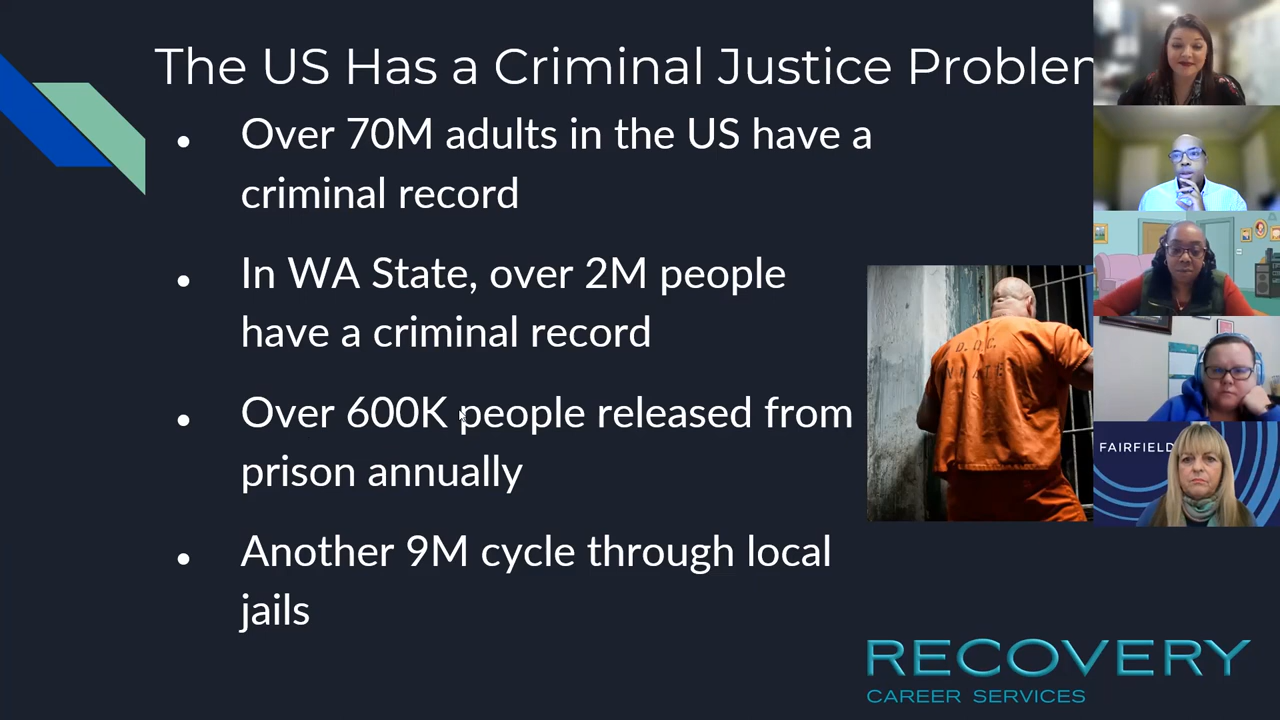 The US Has a Criminal Justice Problem
Over 70M adults in the US have a
criminal record
In WA State, over 2M people
have a criminal record
Over 600K people released from
prison annually
Another 9M cycle through local
jails
D.O.C.
INMATE
FAIRFIELD
RECOVERY
CAREER SERVICES